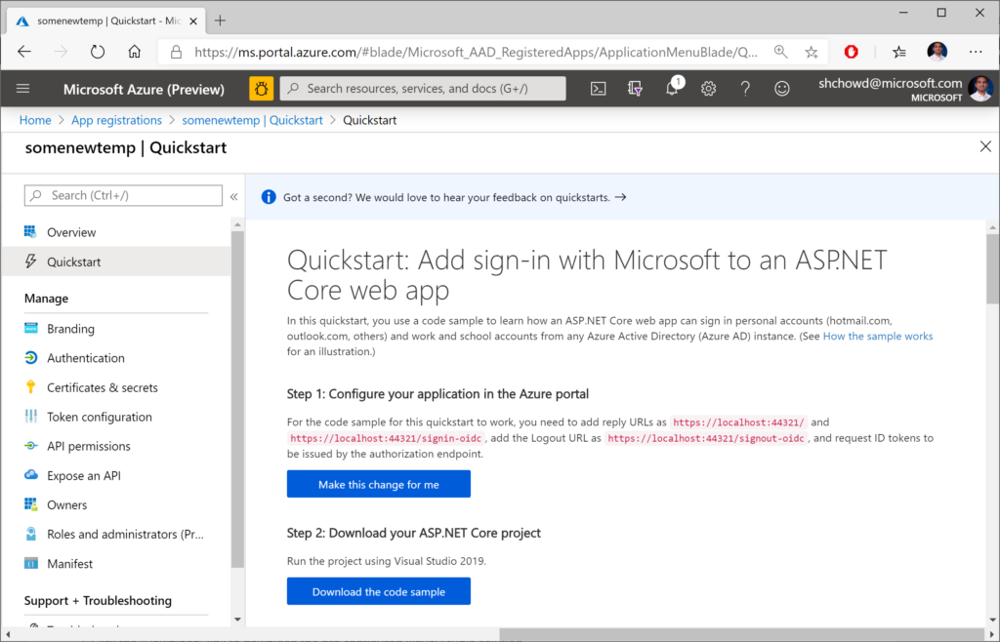 somenewtemp | Quickstart - Mic
https://ms.portal.azure.com/#blade/Microsoft_AAD_RegisteredApps/ApplicationMenuBlade/Q...
Microsoft Azure (Preview)
Search resources, services, and docs (G+/)
1
shchowd@microsoft.com
MICROSOFT
Home > App registrations > somenewtemp | Quickstart > Quickstart
somenewtemp | Quickstart
Search (Ctrl+/)
«
Overview
Quickstart
Manage
Branding
Authentication
Certificates & secrets
Token configuration
API permissions
Expose an API
Owners
Roles and administrators (Pr...
Manifest
Support + Troubleshooting
Got a second? We would love to hear your feedback on quickstarts. →
Quickstart: Add sign-in with Microsoft to an ASP.NET
Core web app
In this quickstart, you use a code sample to learn how an ASP.NET Core web app can sign in personal accounts (hotmail.com,
outlook.com, others) and work and school accounts from any Azure Active Directory (Azure AD) instance. (See How the sample works
for an illustration.)
Step 1: Configure your application in the Azure portal
For the code sample for this quickstart to work, you need to add reply URLs as https://localhost:44321/ and
https://localhost:44321/signin-oidc, add the Logout URL as https://localhost:44321/signout-oidc, and request ID tokens to
be issued by the authorization endpoint.
Make this change for me
Step 2: Download your ASP.NET Core project
Run the project using Visual Studio 2019.
Download the code sample